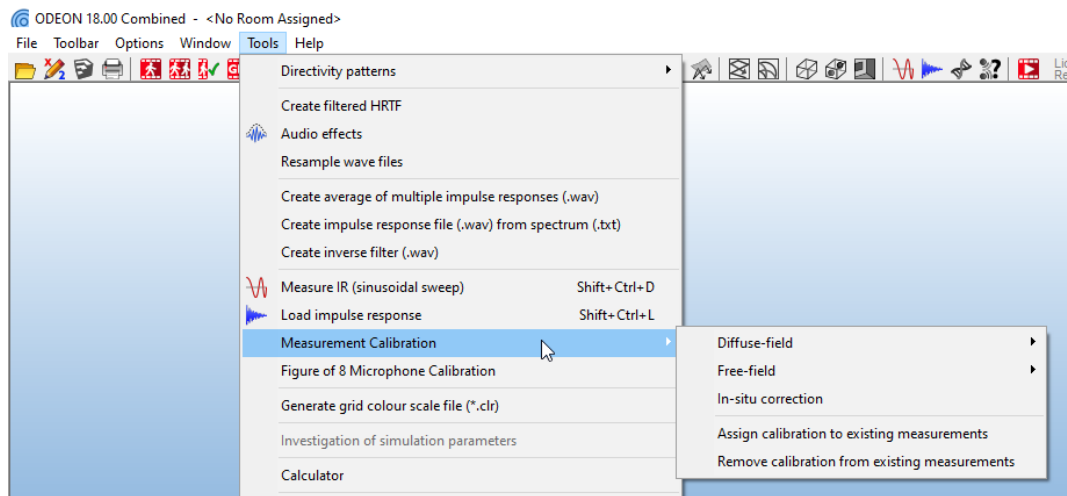 ODEON 18.00 Combined - <No Room Assigned>
File Toolbar Options Window Tools Help
Directivity patterns
Create filtered HRTF
Audio effects
Resample wave files
Create average of multiple impulse responses (.wav)
Create impulse response file (.wav) from spectrum (.txt)
Create inverse filter (.wav)
Measure IR (sinusoidal sweep) Shift+Ctrl+D
Load impulse response Shift+Ctrl+L
Measurement Calibration
Figure of 8 Microphone Calibration
Generate grid colour scale file (*.clr)
Investigation of simulation parameters
Calculator
Diffuse-field
Free-field
In-situ correction
Assign calibration to existing measurements
Remove calibration from existing measurements